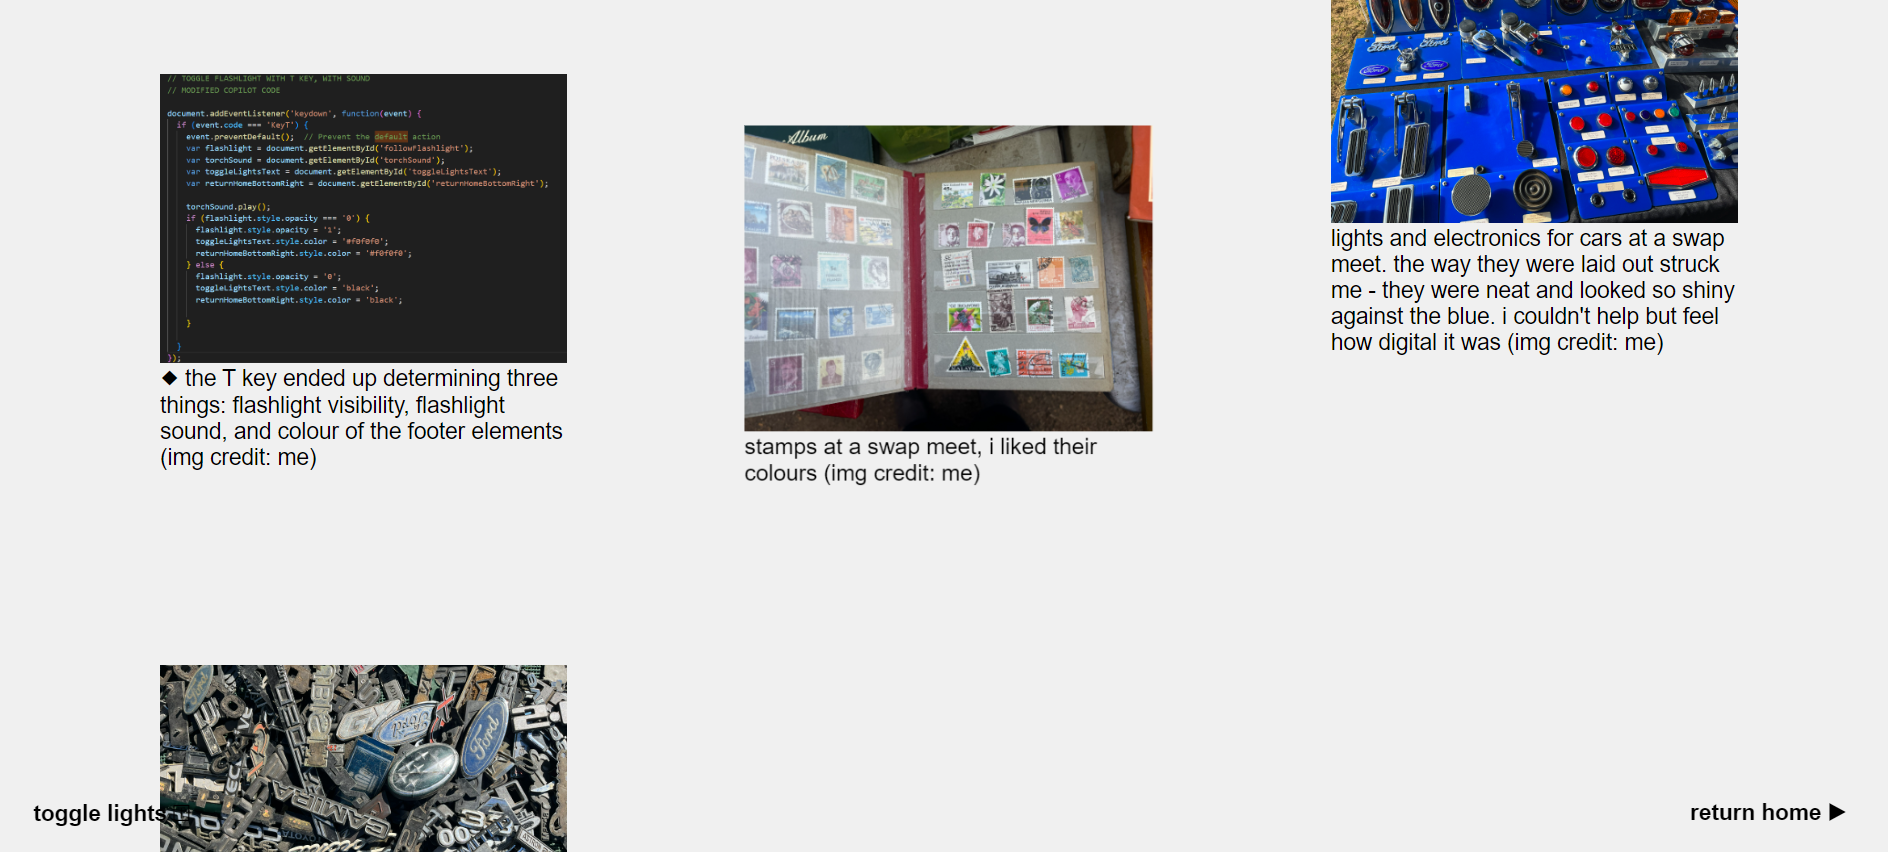 // TOGGLE FLASHLIGHT WITH T KEY, WITH SOUND
// MODIFIED COPILOT CODE
document.addEventListener('keydown', function(event) {
if (event.code === 'KeyT') {
event.preventDefault(); // Prevent the default action
var flashlight = document.getElementById('followFlashlight');
var torchSound = document.getElementById('torchSound');
var toggleLightsText = document.getElementById('toggleLightsText');
var returnHomeBottomRight = document.getElementById('returnHomeBottomRight');
torchSound.play();
if (flashlight.style.opacity === '0') {
flashlight.style.opacity = '1';
toggleLightsText.style.color = '#f0f0f0';
returnHomeBottomRight.style.color = '#f0f0f0';
} else {
flashlight.style.opacity = '0';
toggleLightsText.style.color = 'black';
returnHomeBottomRight.style.color = 'black';
}
}
});
◆ the T key ended up determining three
things: flashlight visibility, flashlight
sound, and colour of the footer elements
(img credit: me)
Album
stamps at a swap meet, i liked their
colours (img credit: me)
Ford
Ford
lights and electronics for cars at a swap
meet. the way they were laid out struck
me - they were neat and looked so shiny
against the blue. i couldn't help but feel
how digital it was (img credit: me)
Ford
Ford
CAMIRA
toggle lights
return home ▶